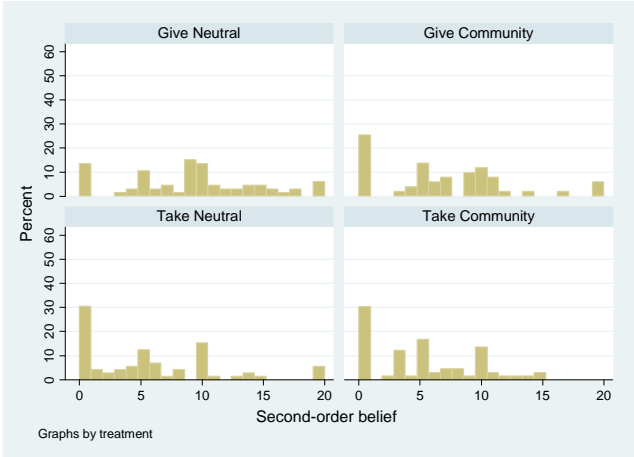 Give Neutral
Give Community
60
50
40
30
20
10
0
Take Neutral
Take Community
60
50
40
30
20
10
0
Percent
0 5 10 15 20
0 5 10 15 20
Second-order belief
Graphs by treatment